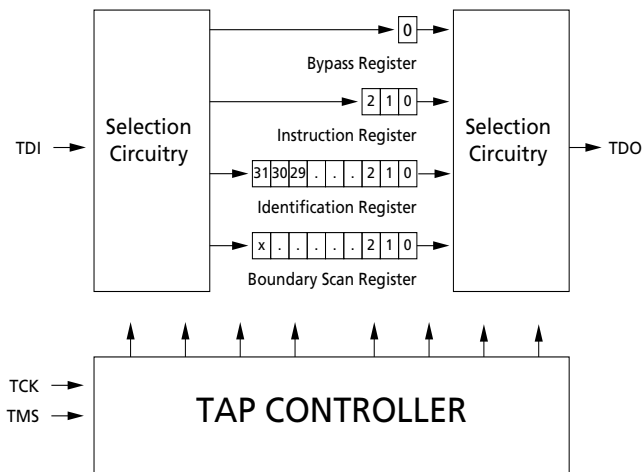 0
Bypass Register
2 1 0
Selection
Circuitry
Instruction Register
Selection
Circuitry
TDI
TDO
31 30 29 . . . 2 1 0
Identification Register
x . . . . . 2 1 0
Boundary Scan Register
TCK
TMS
TAP CONTROLLER